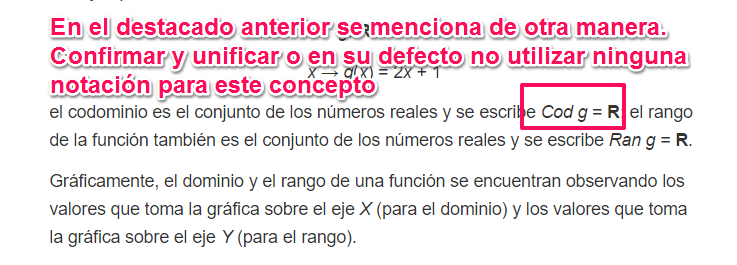 En el destacado anterior se menciona de otra manera.
Confirmar y unificar o en su defecto no utilizar ninguna
x → g(x) = 2x + 1
notación para este concepto
el codominio es el conjunto de los números reales y se escribe Cod g = R; el rango
de la función también es el conjunto de los números reales y se escribe Ran g = R.
Gráficamente, el dominio y el rango de una función se encuentran observando los
valores que toma la gráfica sobre el eje X (para el dominio) y los valores que toma
la gráfica sobre el eje Y (para el rango).